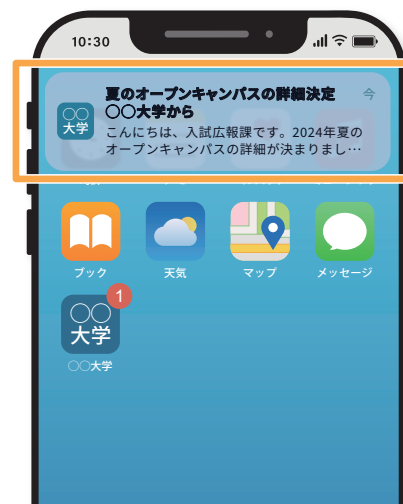 10:30
夏のオープンキャンパスの詳細決定
今
〇〇大学から
〇〇
大学
こんにちは、入試広報課です。2024年夏の
オープンキャンパスの詳細が決まりまし…
ブック
天気
マップ
メッセージ
1
〇〇
大学
〇〇大学